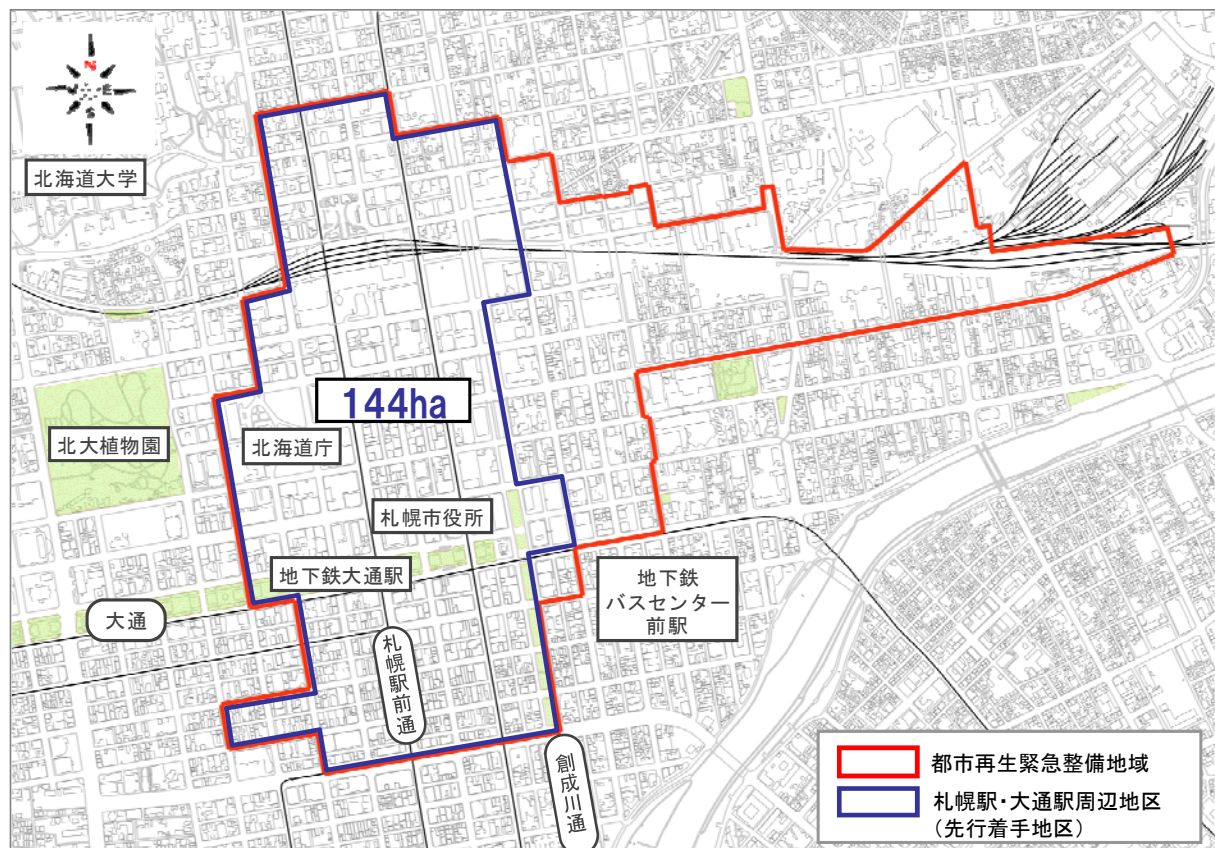 N
E
S
北海道大学
144ha
北大植物園
北海道庁
札幌市役所
地下鉄大通駅
地下鉄
バスセンター
前駅
大通
札幌駅前通
創成川通
都市再生緊急整備地域
札幌駅・大通駅周辺地区
(先行着手地区)